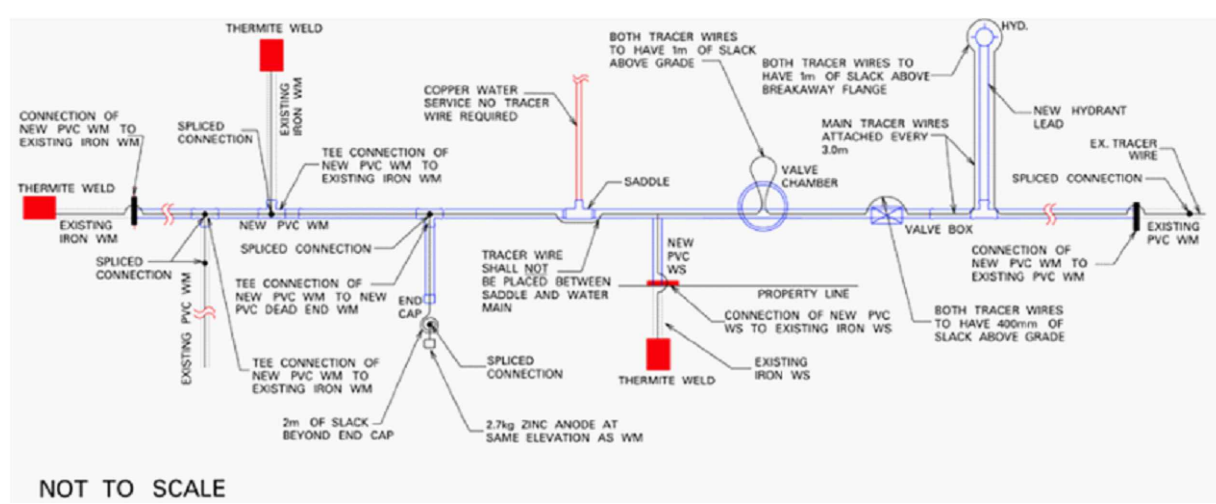 THERMITE WELD
HYD.
BOTH TRACER WIRES
TO HAVE 1m OF SLACK
ABOVE GRADE
BOTH TRACER WIRES TO
HAVE 1m OF SLACK ABOVE
BREAKAWAY FLANGE
EXISTING
IRON WM
COPPER WATER
SERVICE NO TRACER
WIRE REQUIRED
CONNECTION OF
NEW PVC WM TO
EXISTING IRON WM
SPLICED
CONNECTION
NEW HYDRANT
LEAD
MAIN TRACER WIRES
ATTACHED EVERY
3.0m
TEE CONNECTION OF
NEW PVC WM TO
EXISTING IRON WM
EX. TRACER
WIRE
VALVE
CHAMBER
SPLICED CONNECTION
SADDLE
THERMITE WELD
EXISTING
IRON WM
NEW PVC WM
VALVE BOX
EXISTING
PVC WM
SPLICED CONNECTION
SPLICED
CONNECTION
TRACER WIRE
SHALL NOT
BE PLACED BETWEEN
SADDLE AND WATER
MAIN
NEW
PVC
WS
CONNECTION OF
NEW PVC WM TO
EXISTING PVC WM
TEE CONNECTION OF
NEW PVC WM TO NEW
PVC DEAD END WM
PROPERTY LINE
END
CAP
EXISTING PVC WM
CONNECTION OF NEW PVC
WS TO EXISTING IRON WS
BOTH TRACER WIRES
TO HAVE 400mm OF
SLACK ABOVE GRADE
TEE CONNECTION OF
NEW PVC WM TO
EXISTING IRON WM
SPLICED
CONNECTION
EXISTING
IRON WS
THERMITE WELD
2m OF SLACK
BEYOND END CAP
2.7kg ZINC ANODE AT
SAME ELEVATION AS WM
NOT TO SCALE